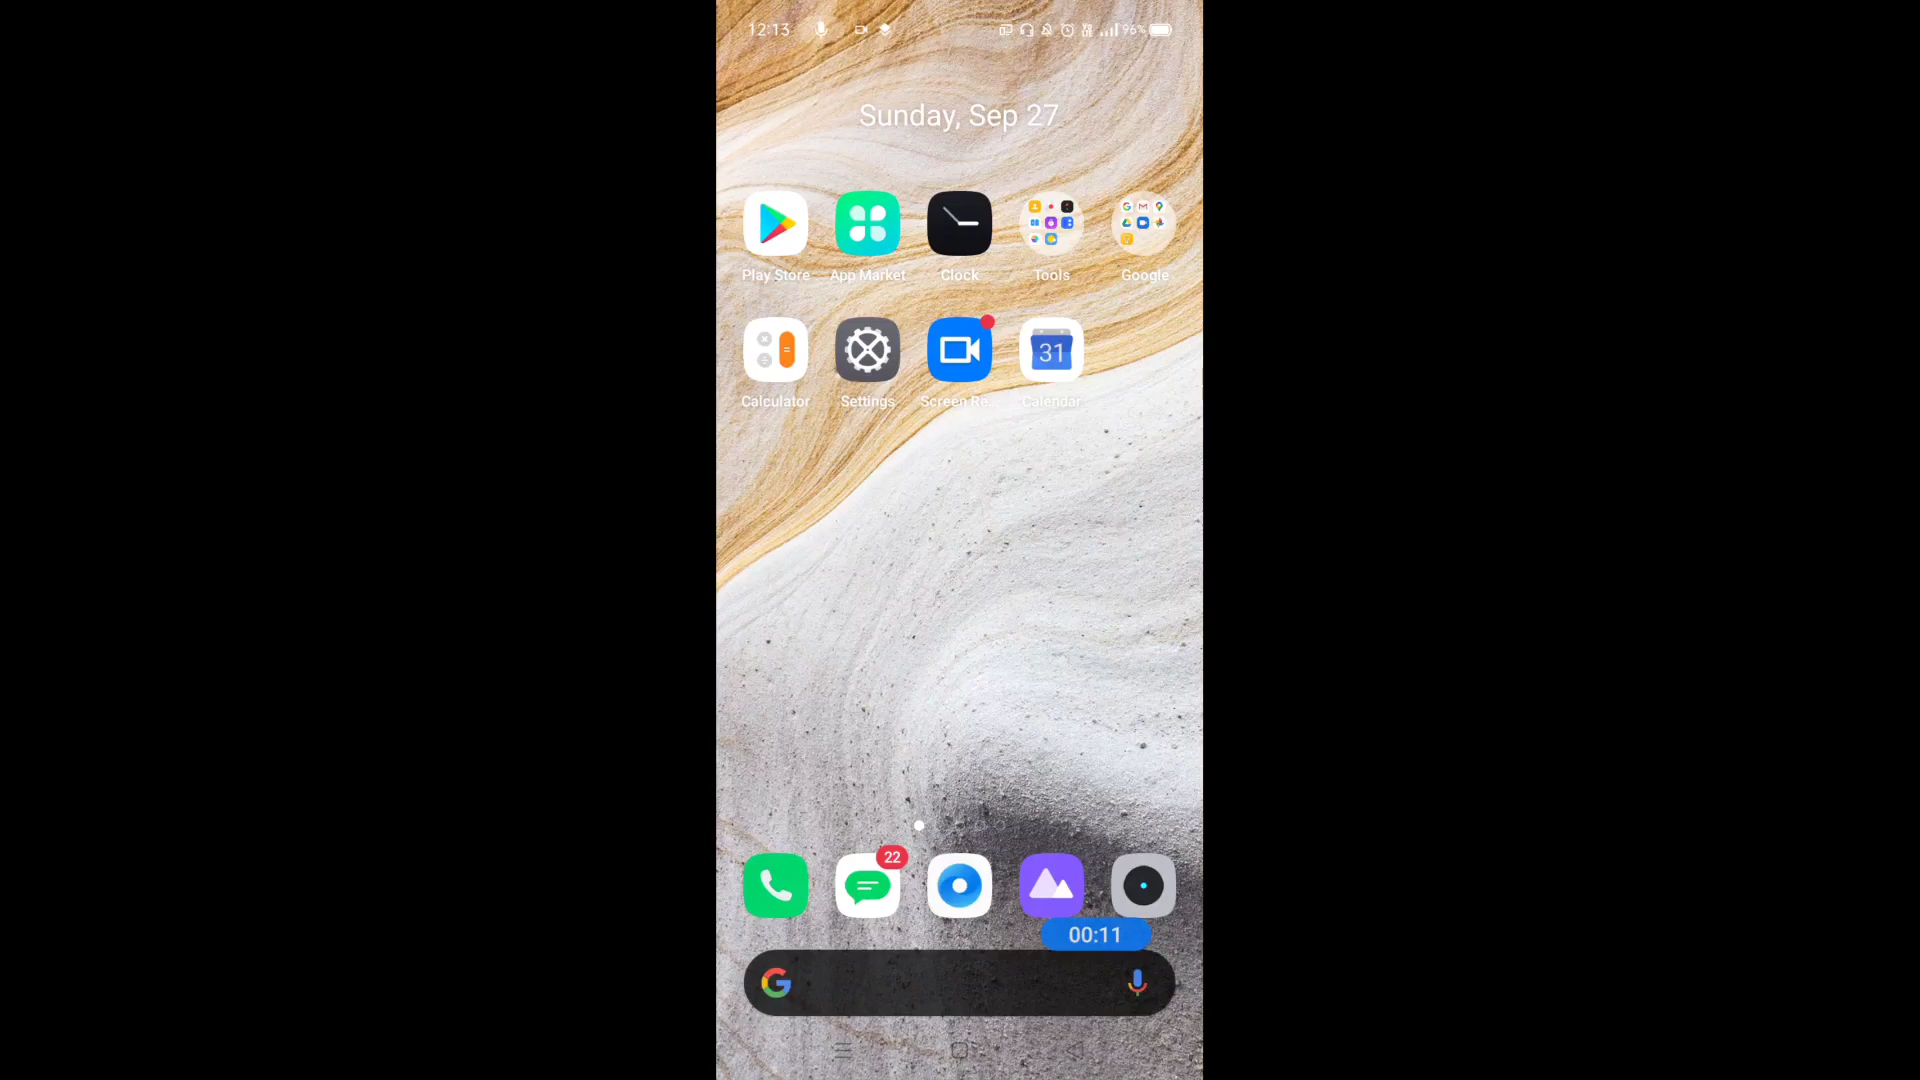 12:13 96%
Sunday, Sep 27
Play Store App Market Clock Tools Google
31
Calculator Settings Screen Re... Calendar
22
00:11